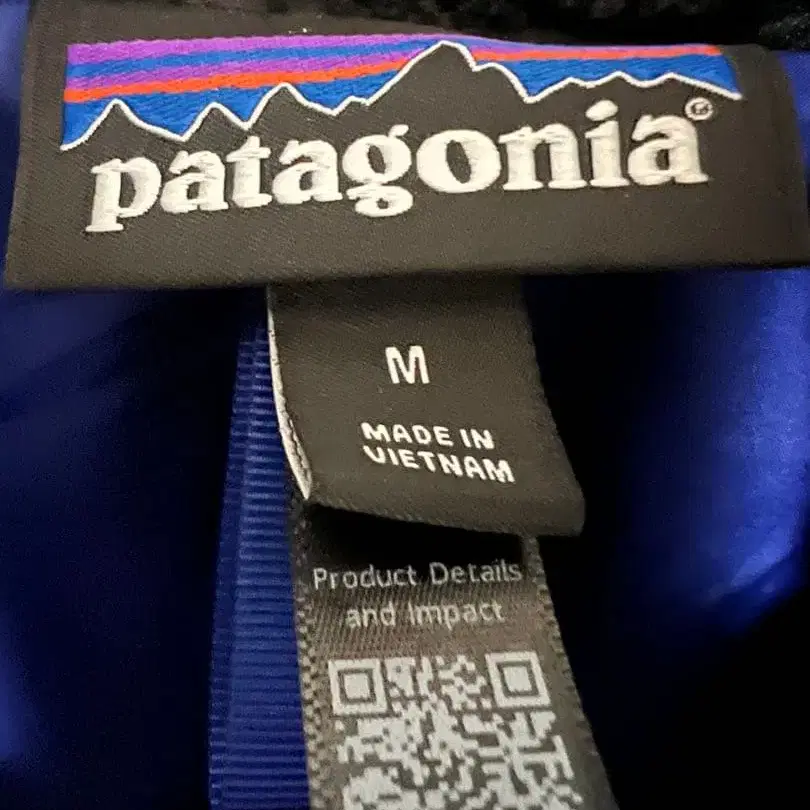 patagonia®
M
MADE IN
VIETNAM
Product Details
and Impact